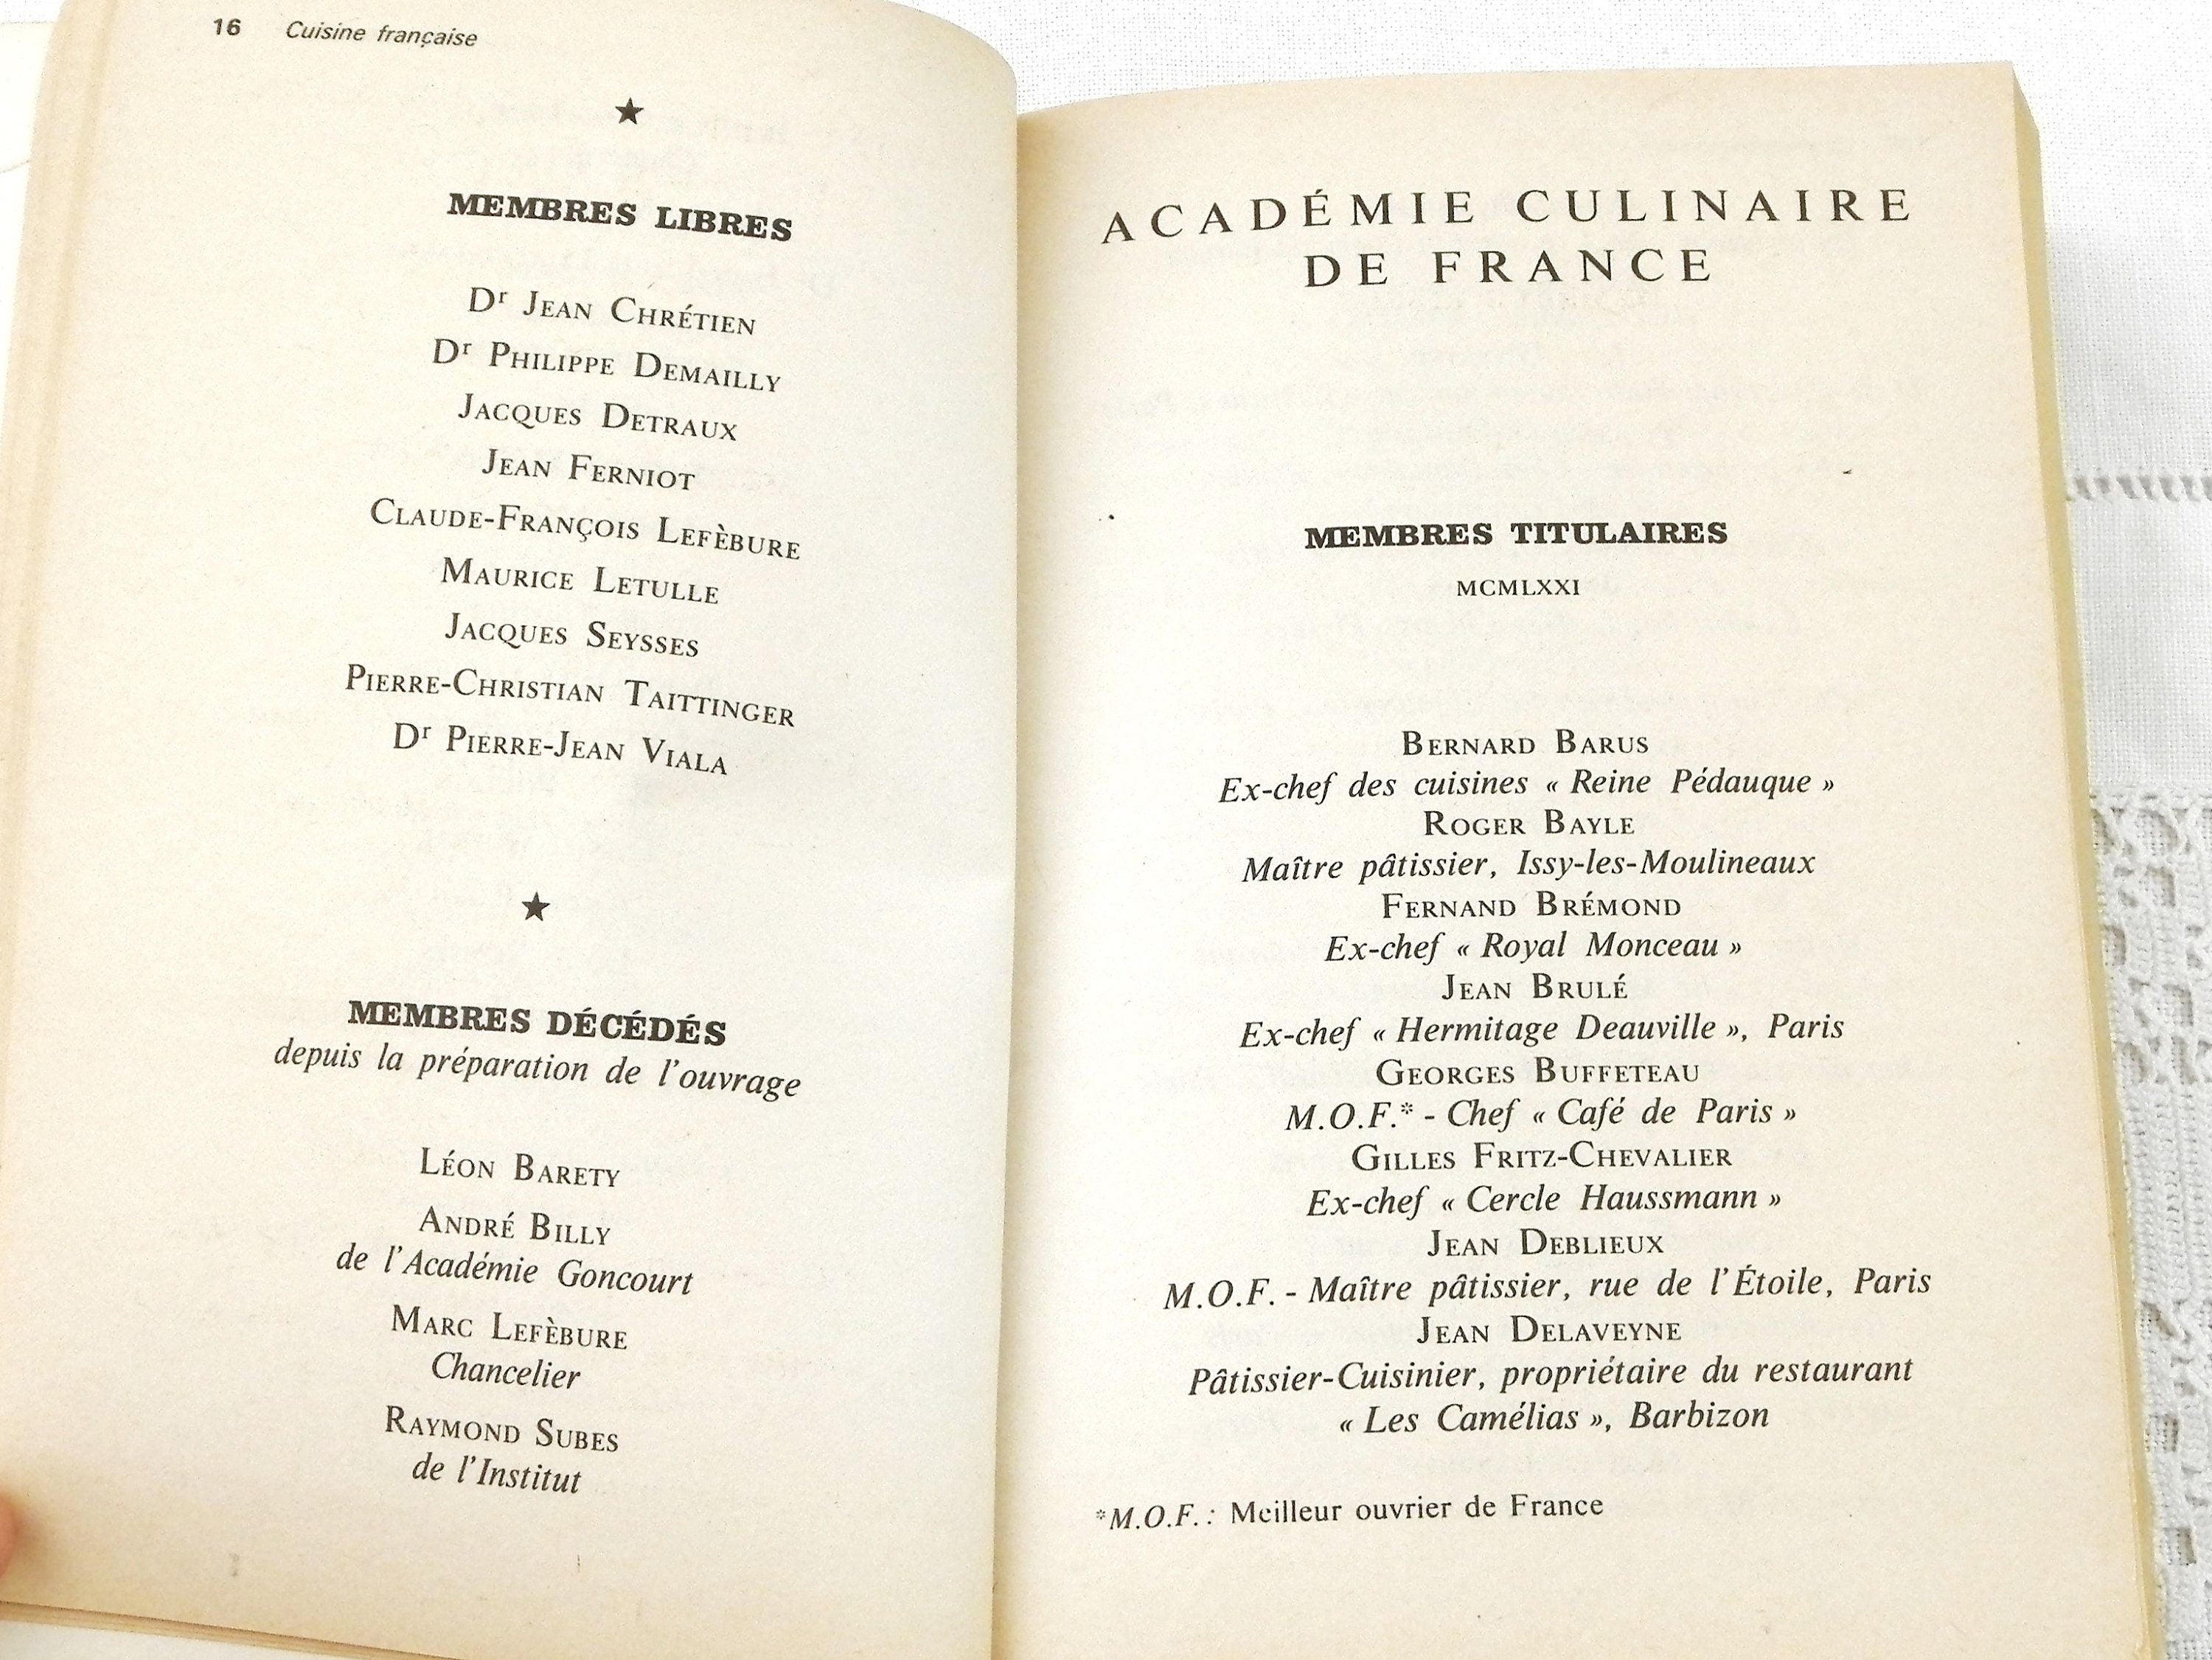 16 Cuisine française
★
MEMBRES LIBRES
Dr JEAN CHRÉTIEN
Dr PHILIPPE DEMAILLY
JACQUES DETRAUX
JEAN FERNIOT
CLAUDE-FRANÇOIS LEFÈBURE
MAURICE LETULLE
JACQUES SEYSSES
PIERRE-CHRISTIAN TAITTINGER
Dr PIERRE-JEAN VIALA
★
MEMBRES DÉCÉDÉS
depuis la préparation de l'ouvrage
LÉON BARETY
ANDRÉ BILLY
de l'Académie Goncourt
MARC LEFÈBURE
Chancelier
RAYMOND SUBES
de l'Institut
ACADÉMIE CULINAIRE
DE FRANCE
MEMBRES TITULAIRES
MCMLXXI
BERNARD BARUS
Ex-chef des cuisines « Reine Pédauque »
ROGER BAYLE
Maître pâtissier, Issy-les-Moulineaux
FERNAND BRÉMOND
Ex-chef « Royal Monceau »
JEAN BRULÉ
Ex-chef « Hermitage Deauville », Paris
GEORGES BUFFETEAU
M.O.F.* - Chef « Café de Paris »
GILLES FRITZ-CHEVALIER
Ex-chef « Cercle Haussmann »
JEAN DEBLIEUX
M.O.F. - Maître pâtissier, rue de l'Étoile, Paris
JEAN DELAVEYNE
Pâtissier-Cuisinier, propriétaire du restaurant
« Les Camélias », Barbizon
*M.O.F. : Meilleur ouvrier de France